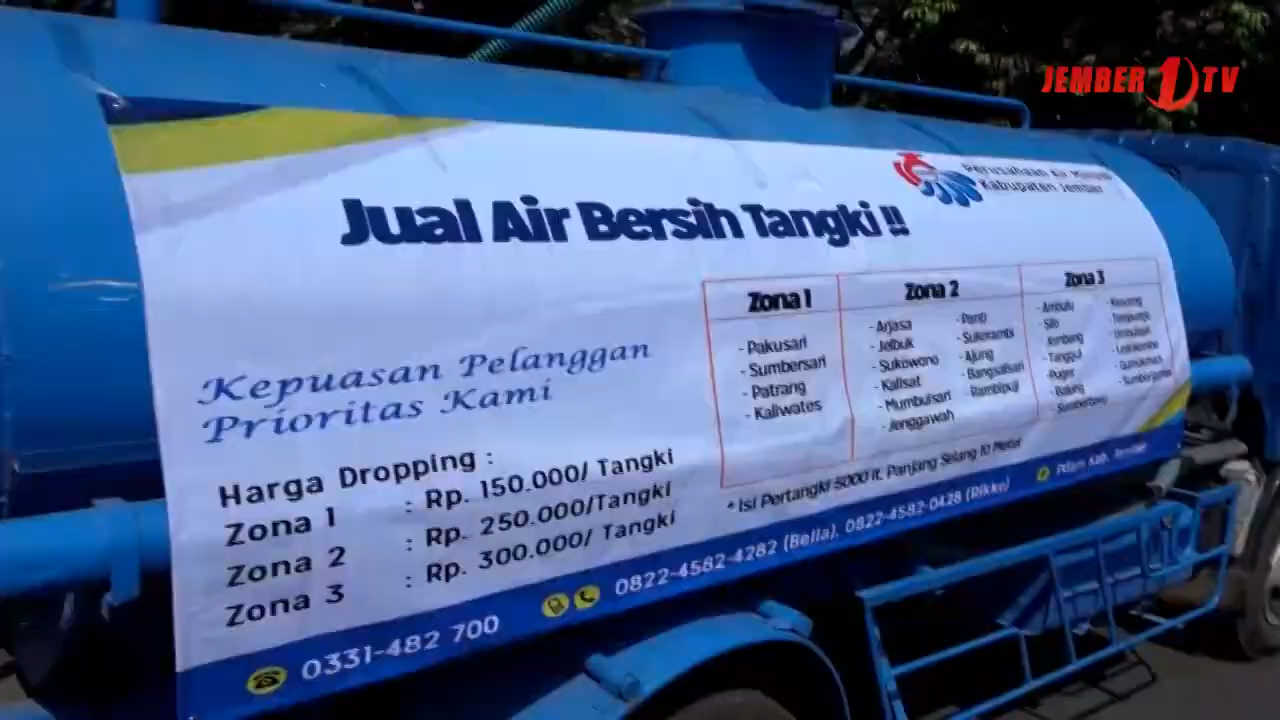 JEMBER 1 TV
Perusahaan Air Minum
Kabupaten Jember
Jual Air Bersih Tangki !!
Kepuasan Pelanggan
Prioritas Kami
Harga Dropping :
Zona 1 : Rp. 150.000/ Tangki
Zona 2 : Rp. 250.000/Tangki
Zona 3 : Rp. 300.000/ Tangki
Zona 1
- Pakusari
- Sumbersari
- Patrang
- Kaliwates
Zona 2
- Arjasa
- Jelbuk
- Sukowono
- Kalisat
- Mumbulsari
- Jenggawah
- Panti
- Sukorambi
- Ajung
- Bangsalsari
- Rambipuji
Zona 3
- Ambulu
- Silo
- Tanggul
- Puger
- Balung
* Isi Pertangki 5000 lt. Panjang Selang 10 Meter
0331-482 700
0822-4582-4282 (Bella), 0822-4582-0428 (Rikke)
Pdam Kab. Jember